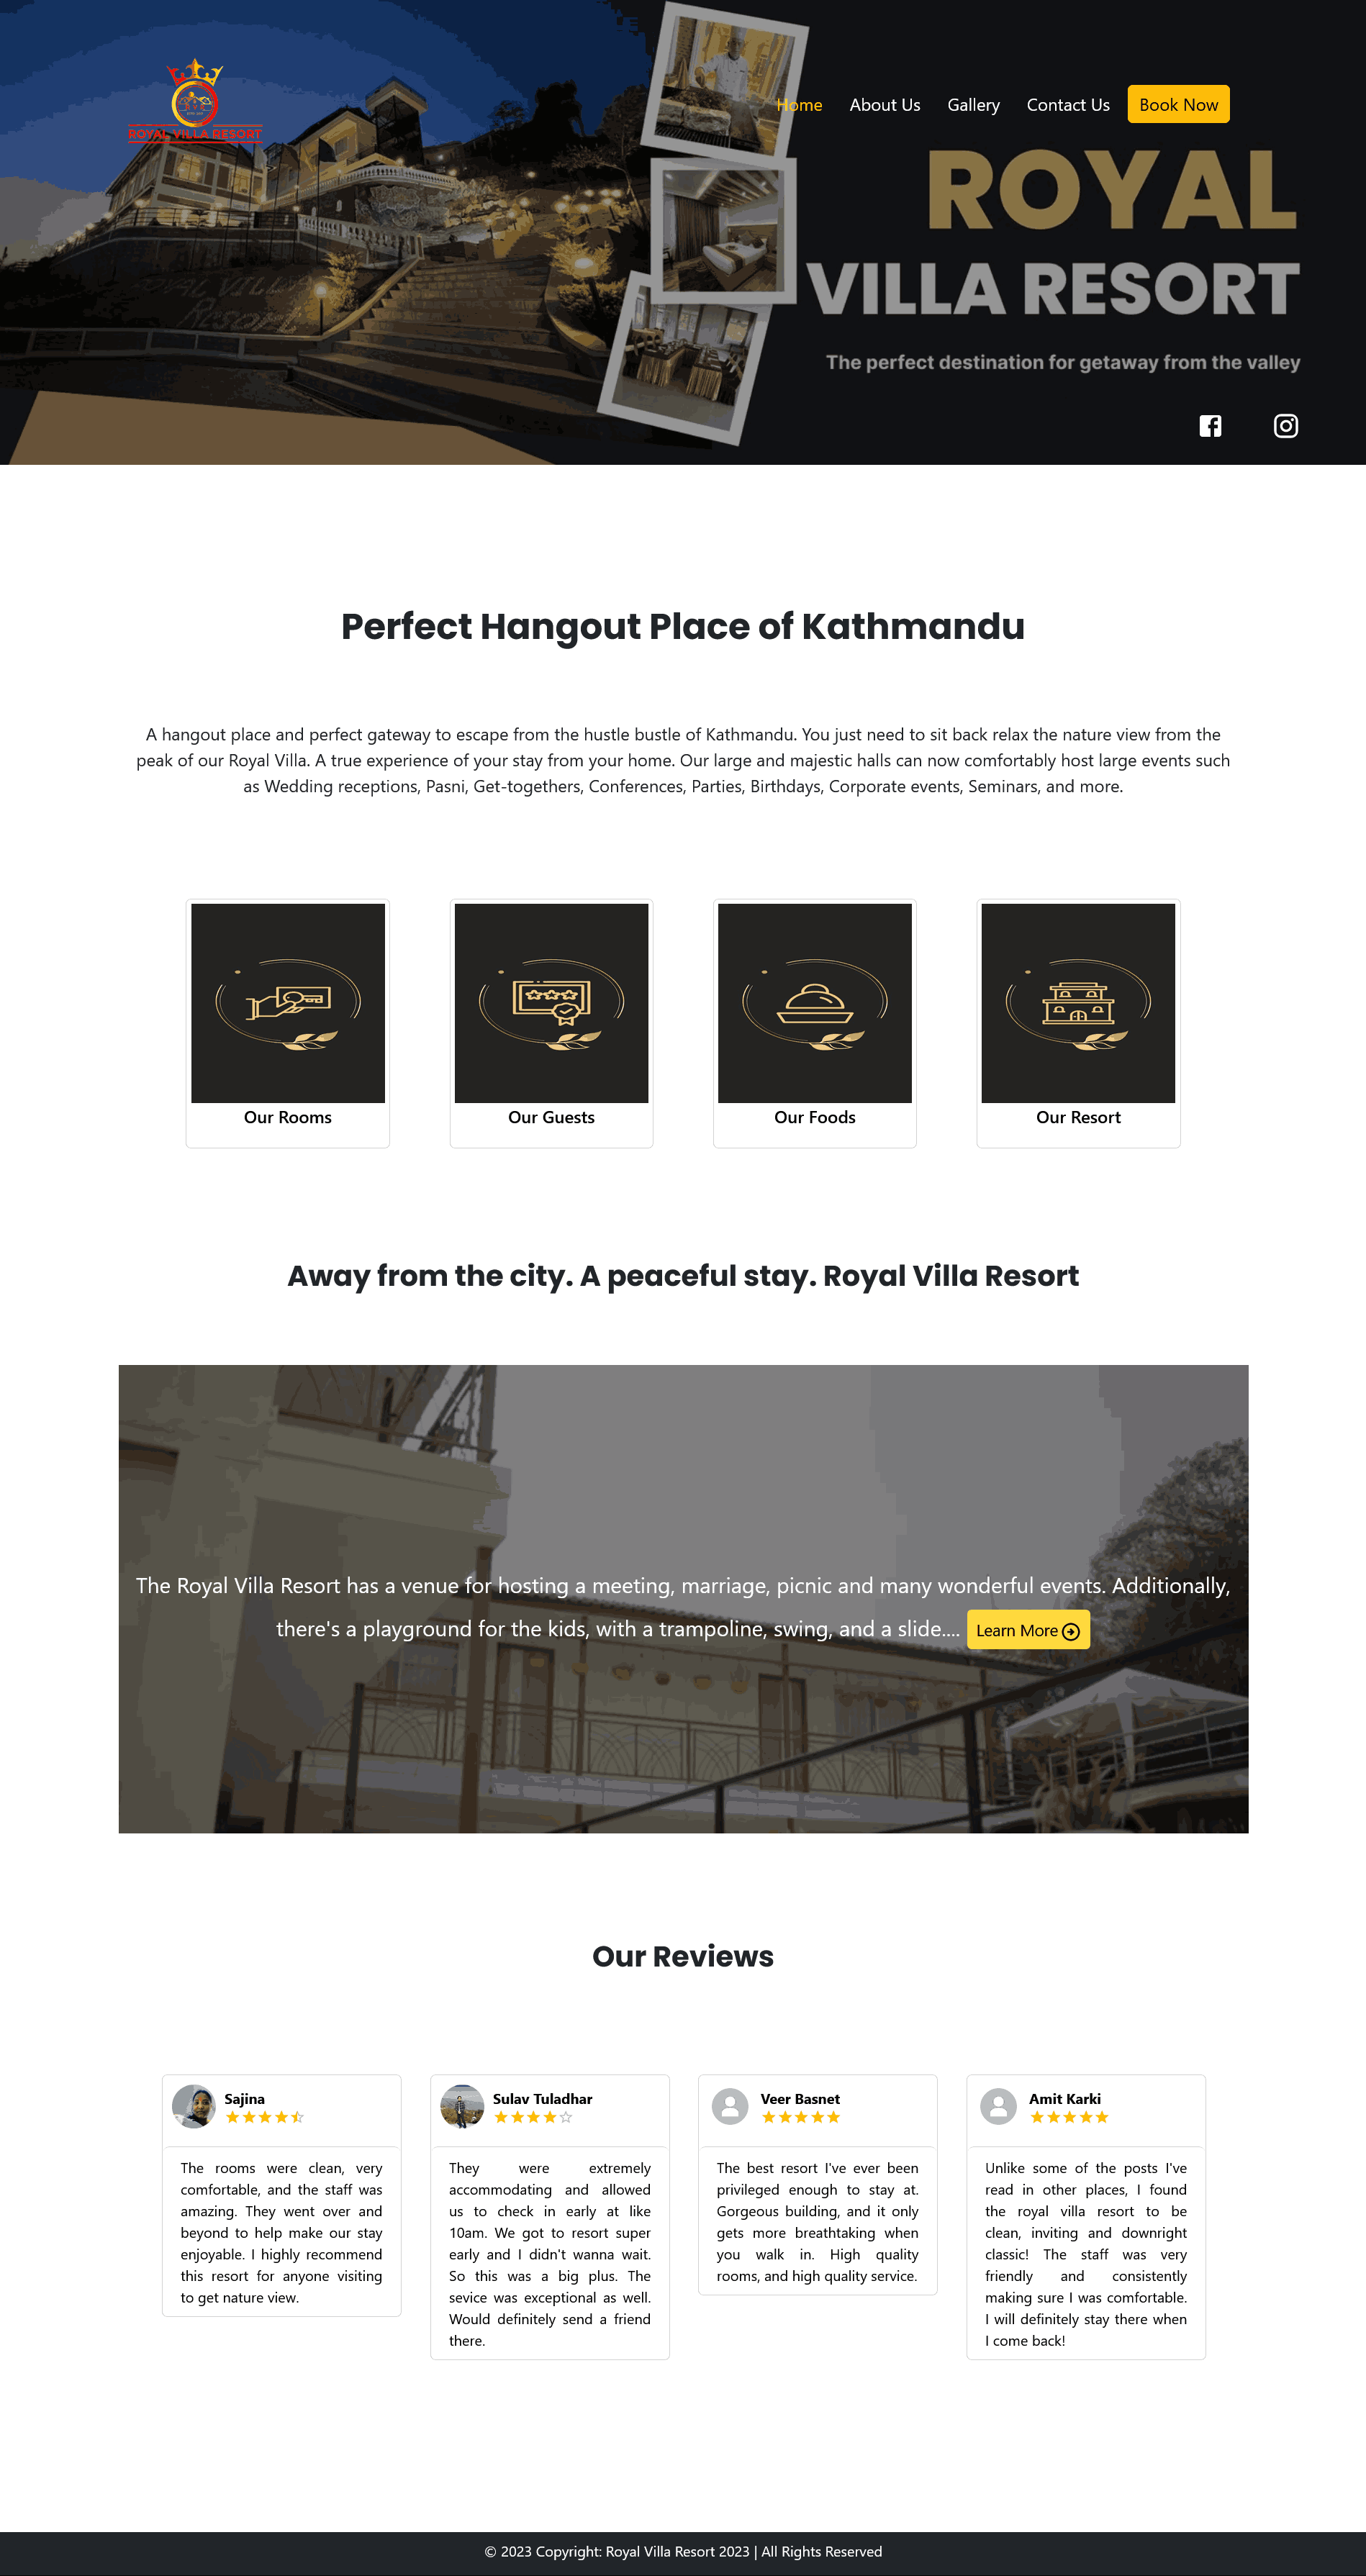 ROYAL VILLA RESORT
Home
About Us
Gallery
Contact Us
Book Now
ROYAL
VILLA RESORT
The perfect destination for getaway from the valley
Perfect Hangout Place of Kathmandu
A hangout place and perfect gateway to escape from the hustle bustle of Kathmandu. You just need to sit back relax the nature view from the
peak of our Royal Villa. A true experience of your stay from your home. Our large and majestic halls can now comfortably host large events such
as Wedding receptions, Pasni, Get-togethers, Conferences, Parties, Birthdays, Corporate events, Seminars, and more.
Our Rooms
Our Guests
Our Foods
Our Resort
Away from the city. A peaceful stay. Royal Villa Resort
The Royal Villa Resort has a venue for hosting a meeting, marriage, picnic and many wonderful events. Additionally,
there's a playground for the kids, with a trampoline, swing, and a slide.... Learn More
Our Reviews
Sajina
The rooms were clean, very
comfortable, and the staff was
amazing. They went over and
beyond to help make our stay
enjoyable. I highly recommend
this resort for anyone visiting
to get nature view.
Sulav Tuladhar
They were extremely
accommodating and allowed
us to check in early at like
10am. We got to resort super
early and I didn't wanna wait.
So this was a big plus. The
sevice was exceptional as well.
Would definitely send a friend
there.
Veer Basnet
The best resort I've ever been
privileged enough to stay at.
Gorgeous building, and it only
gets more breathtaking when
you walk in. High quality
rooms, and high quality service.
Amit Karki
Unlike some of the posts I've
read in other places, I found
the royal villa resort to be
clean, inviting and downright
classic! The staff was very
friendly and consistently
making sure I was comfortable.
I will definitely stay there when
I come back!
© 2023 Copyright: Royal Villa Resort 2023 | All Rights Reserved